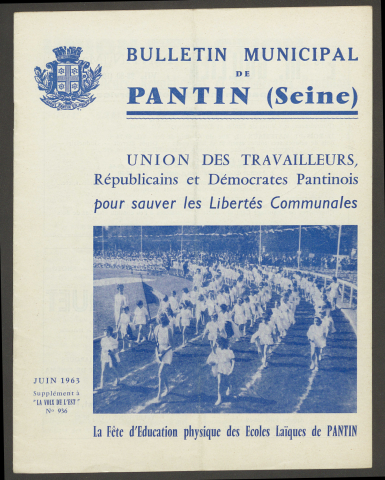 BULLETIN MUNICIPAL
DE
PANTIN (Seine)
UNION DES TRAVAILLEURS,
Républicains et Démocrates Pantinois
pour sauver les Libertés Communales
JUIN 1963
Supplément à
"LA VOIX DE L'EST"
N° 936
La Fête d'Education physique des Ecoles Laïques de PANTIN